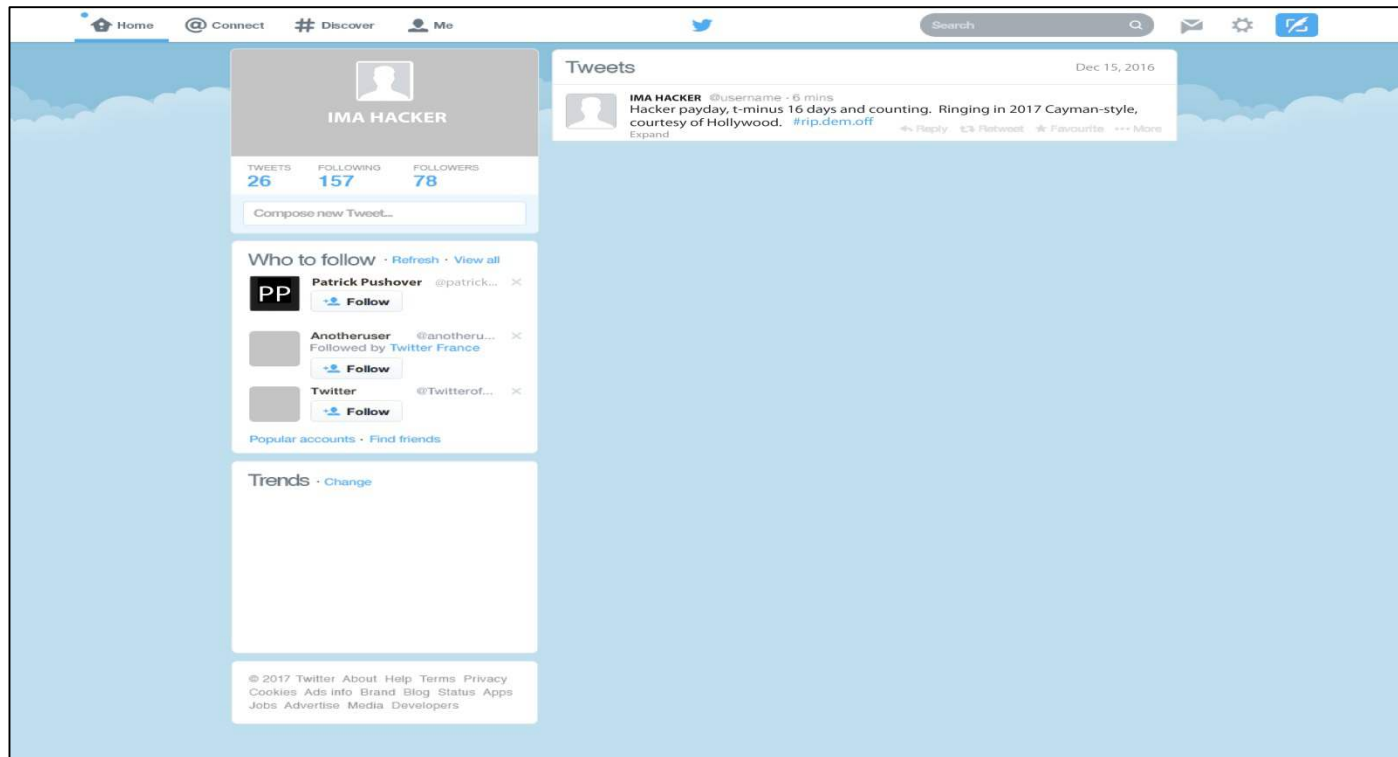 Home @ Connect # Discover Me Search
IMA HACKER
TWEETS FOLLOWING FOLLOWERS
26 157 78
Compose new Tweet...
Who to follow · Refresh · View all
PP
Patrick Pushover @patrick... ×
Follow
Anotheruser @anotheru... ×
Followed by Twitter France
Follow
Twitter @Twitterof... ×
Follow
Popular accounts · Find friends
Trends · Change
© 2017 Twitter About Help Terms Privacy
Cookies Ads info Brand Blog Status Apps
Jobs Advertise Media Developers
Tweets Dec 15, 2016
IMA HACKER @username - 6 mins
Hacker payday, t-minus 16 days and counting. Ringing in 2017 Cayman-style,
courtesy of Hollywood. #rip.dem.off
Reply Retweet Favourite More
Expand